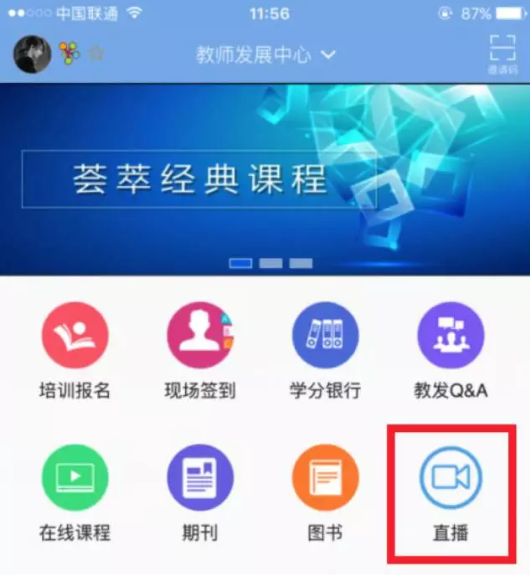 中国联通 11:56 87%
教师发展中心
邀请码
荟萃经典课程
培训报名 现场签到 学分银行 教发Q&A
在线课程 期刊 图书 直播